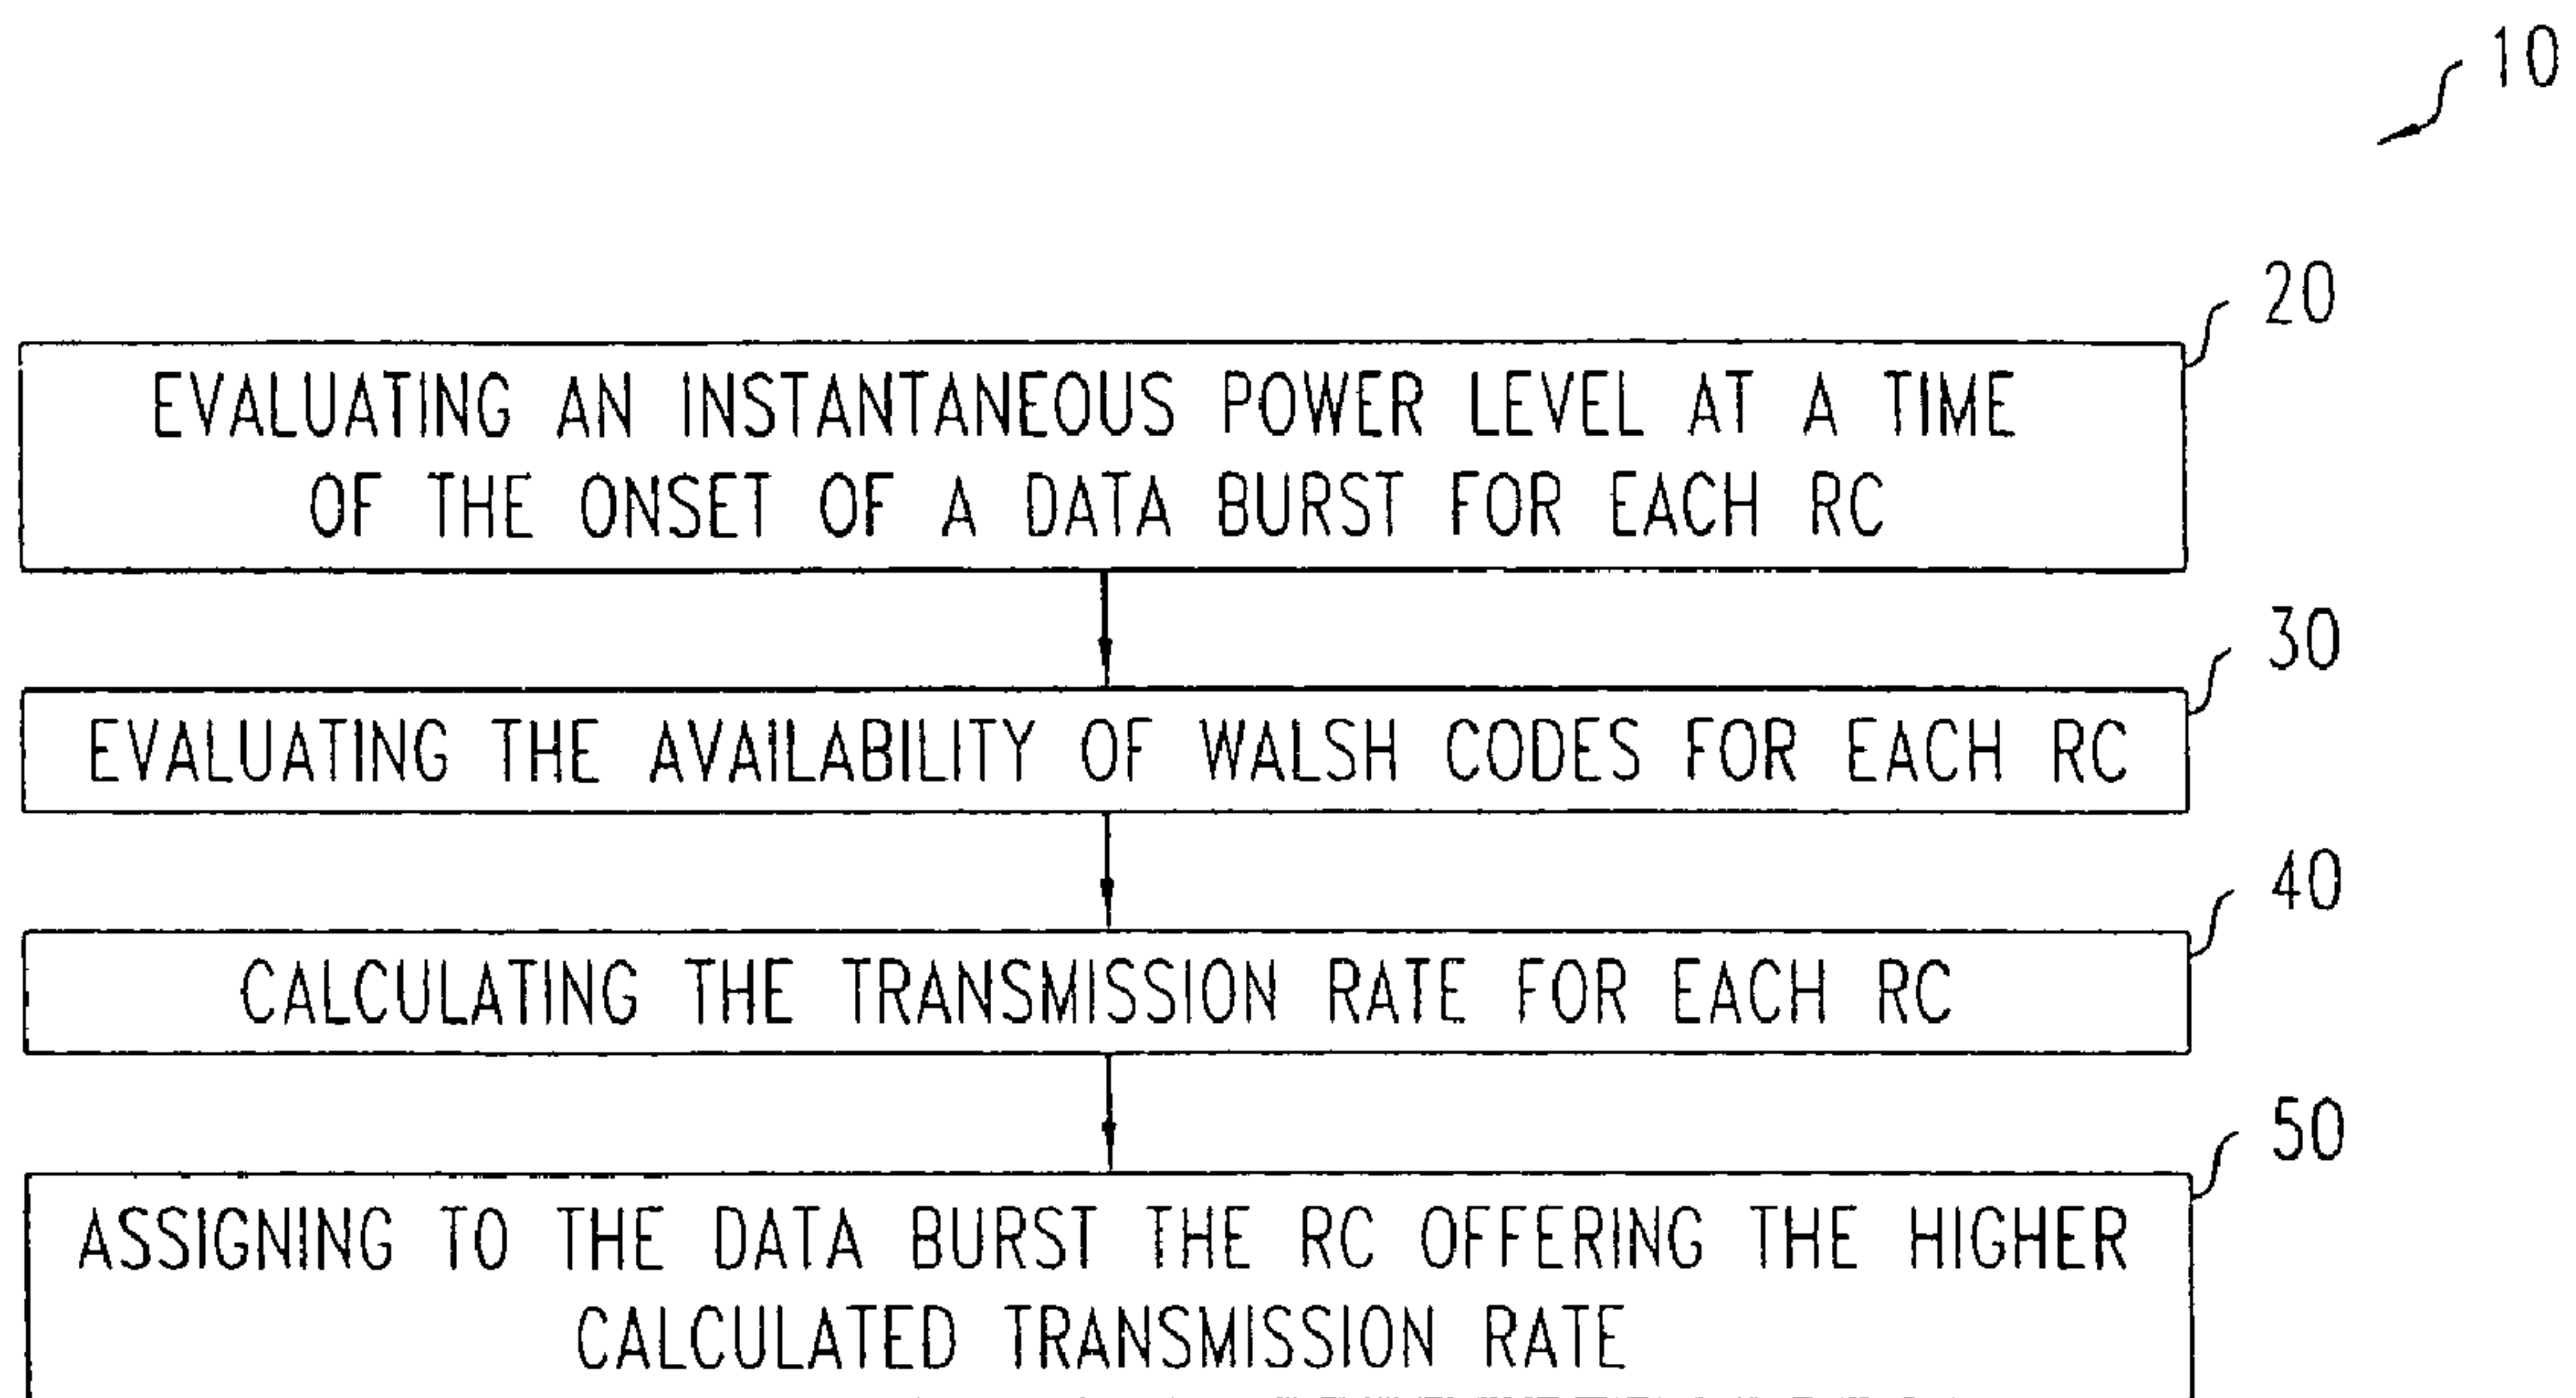 10
20
EVALUATING AN INSTANTANEOUS POWER LEVEL AT A TIME
OF THE ONSET OF A DATA BURST FOR EACH RC
30
EVALUATING THE AVAILABILITY OF WALSH CODES FOR EACH RC
40
CALCULATING THE TRANSMISSION RATE FOR EACH RC
50
ASSIGNING TO THE DATA BURST THE RC OFFERING THE HIGHER
CALCULATED TRANSMISSION RATE